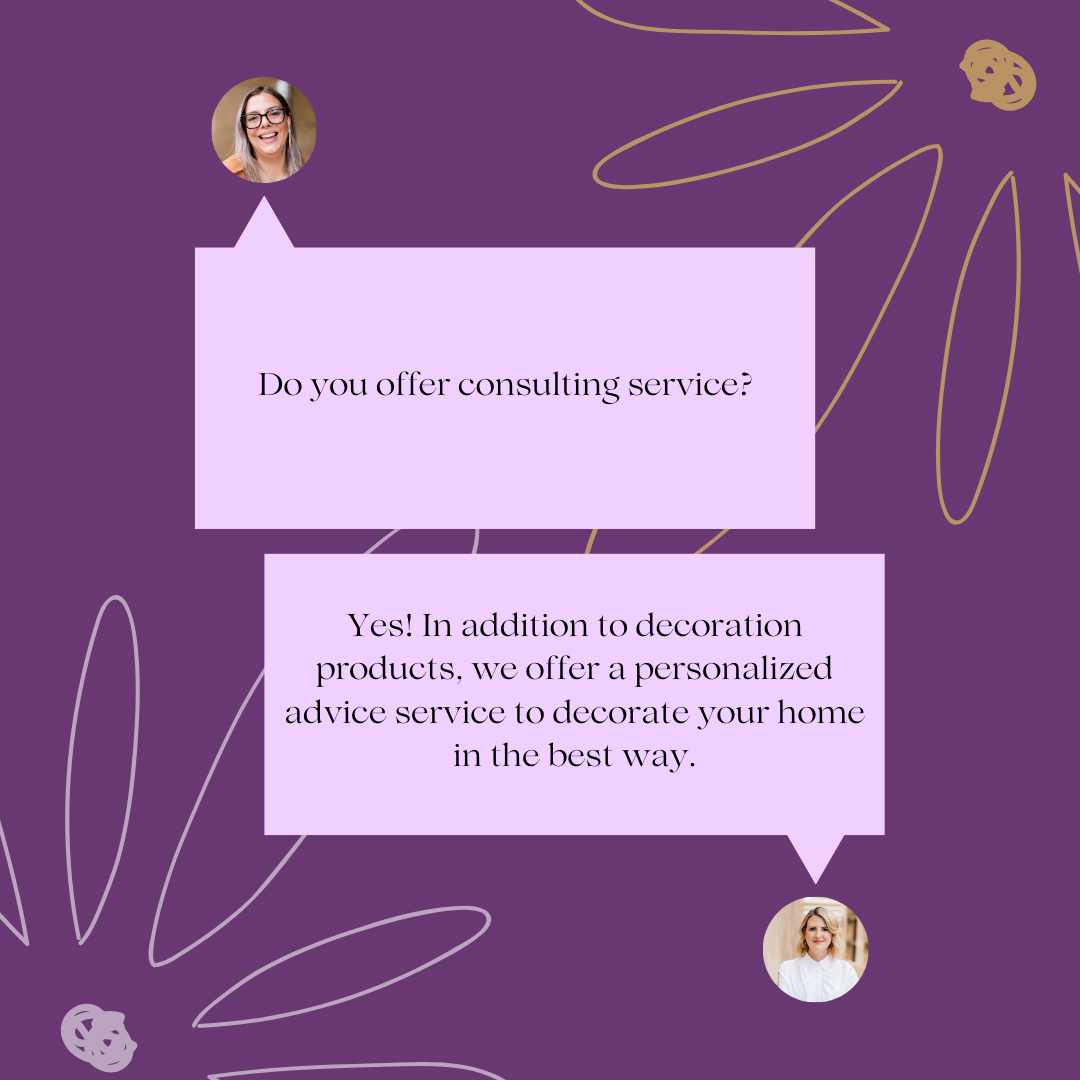 Do you offer consulting service?
Yes! In addition to decoration
products, we offer a personalized
advice service to decorate your home
in the best way.